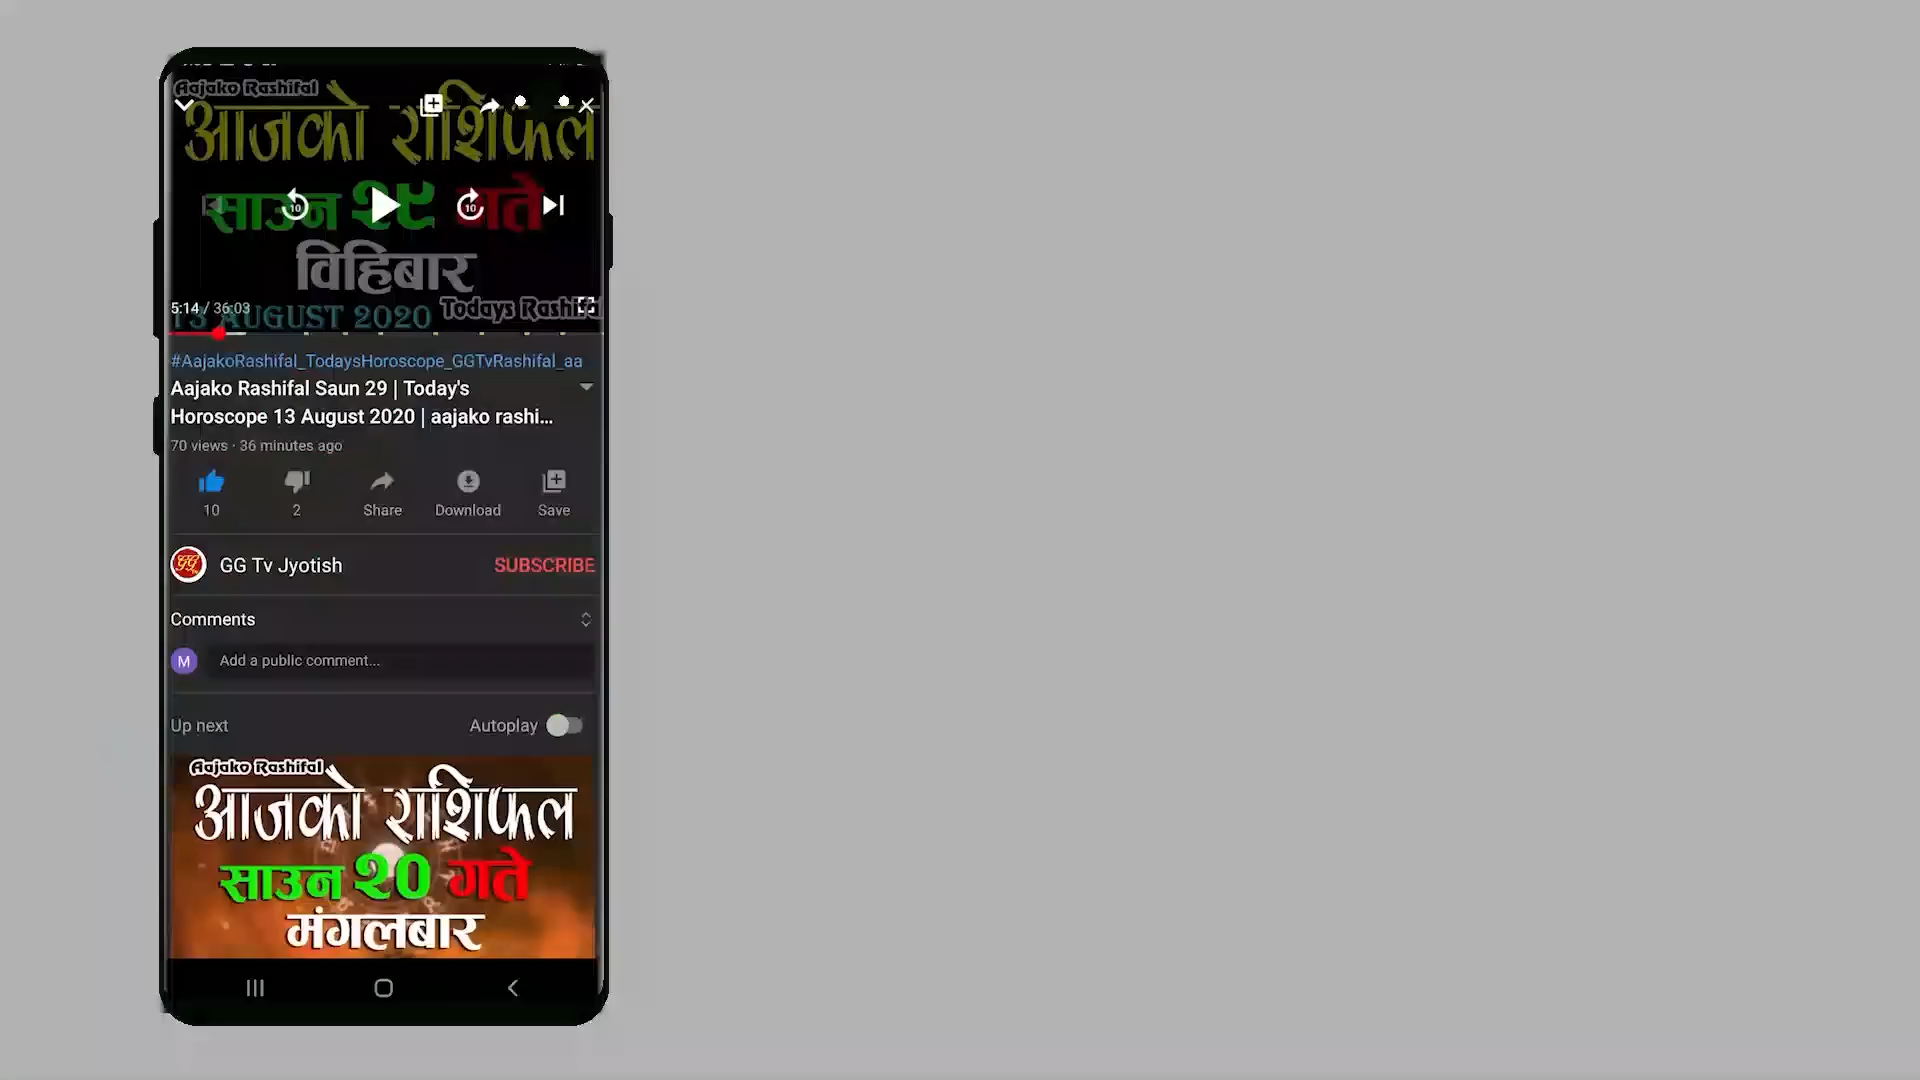 Aajako Rashifal
आजको राशिफल
साउन २९ गते
10
10
विहिबार
5:14 / 36:03
13 AUGUST 2020
Todays Rashifal
#AajakoRashifal_TodaysHoroscope_GGTvRashifal_aa
Aajako Rashifal Saun 29 | Today's
Horoscope 13 August 2020 | aajako rashi...
70 views · 36 minutes ago
10
2
Share
Download
Save
GG
GG Tv Jyotish
SUBSCRIBE
Comments
M
Add a public comment...
Up next
Autoplay
Aajako Rashifal
आजको राशिफल
साउन २० गते
मंगलबार